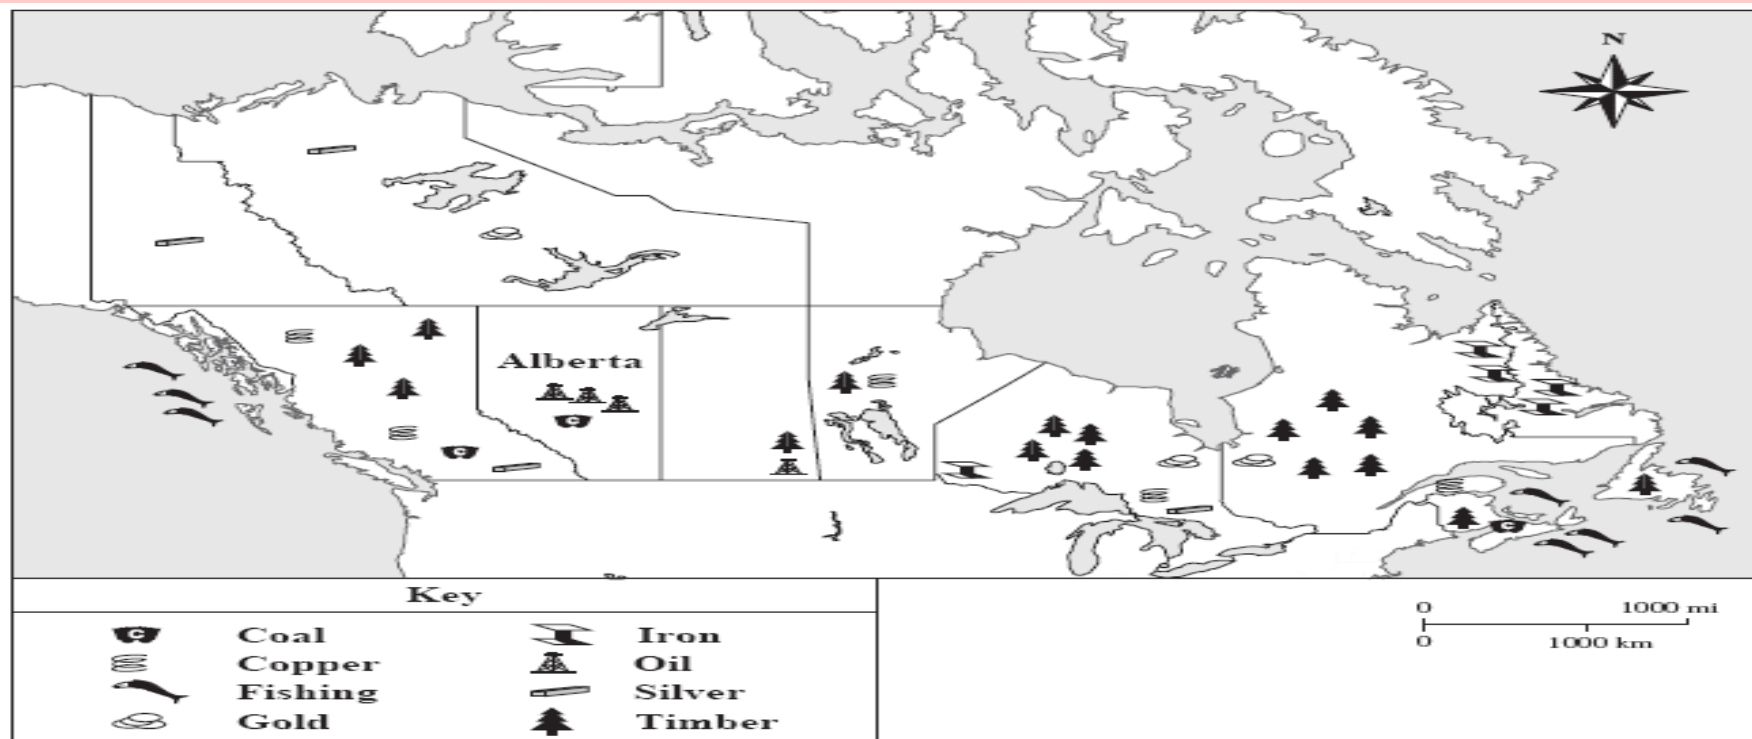 N
Alberta
C
C
C
Key
C Coal
Iron
Copper
Oil
Fishing
Silver
Gold
Timber
0 1000 mi
0 1000 km